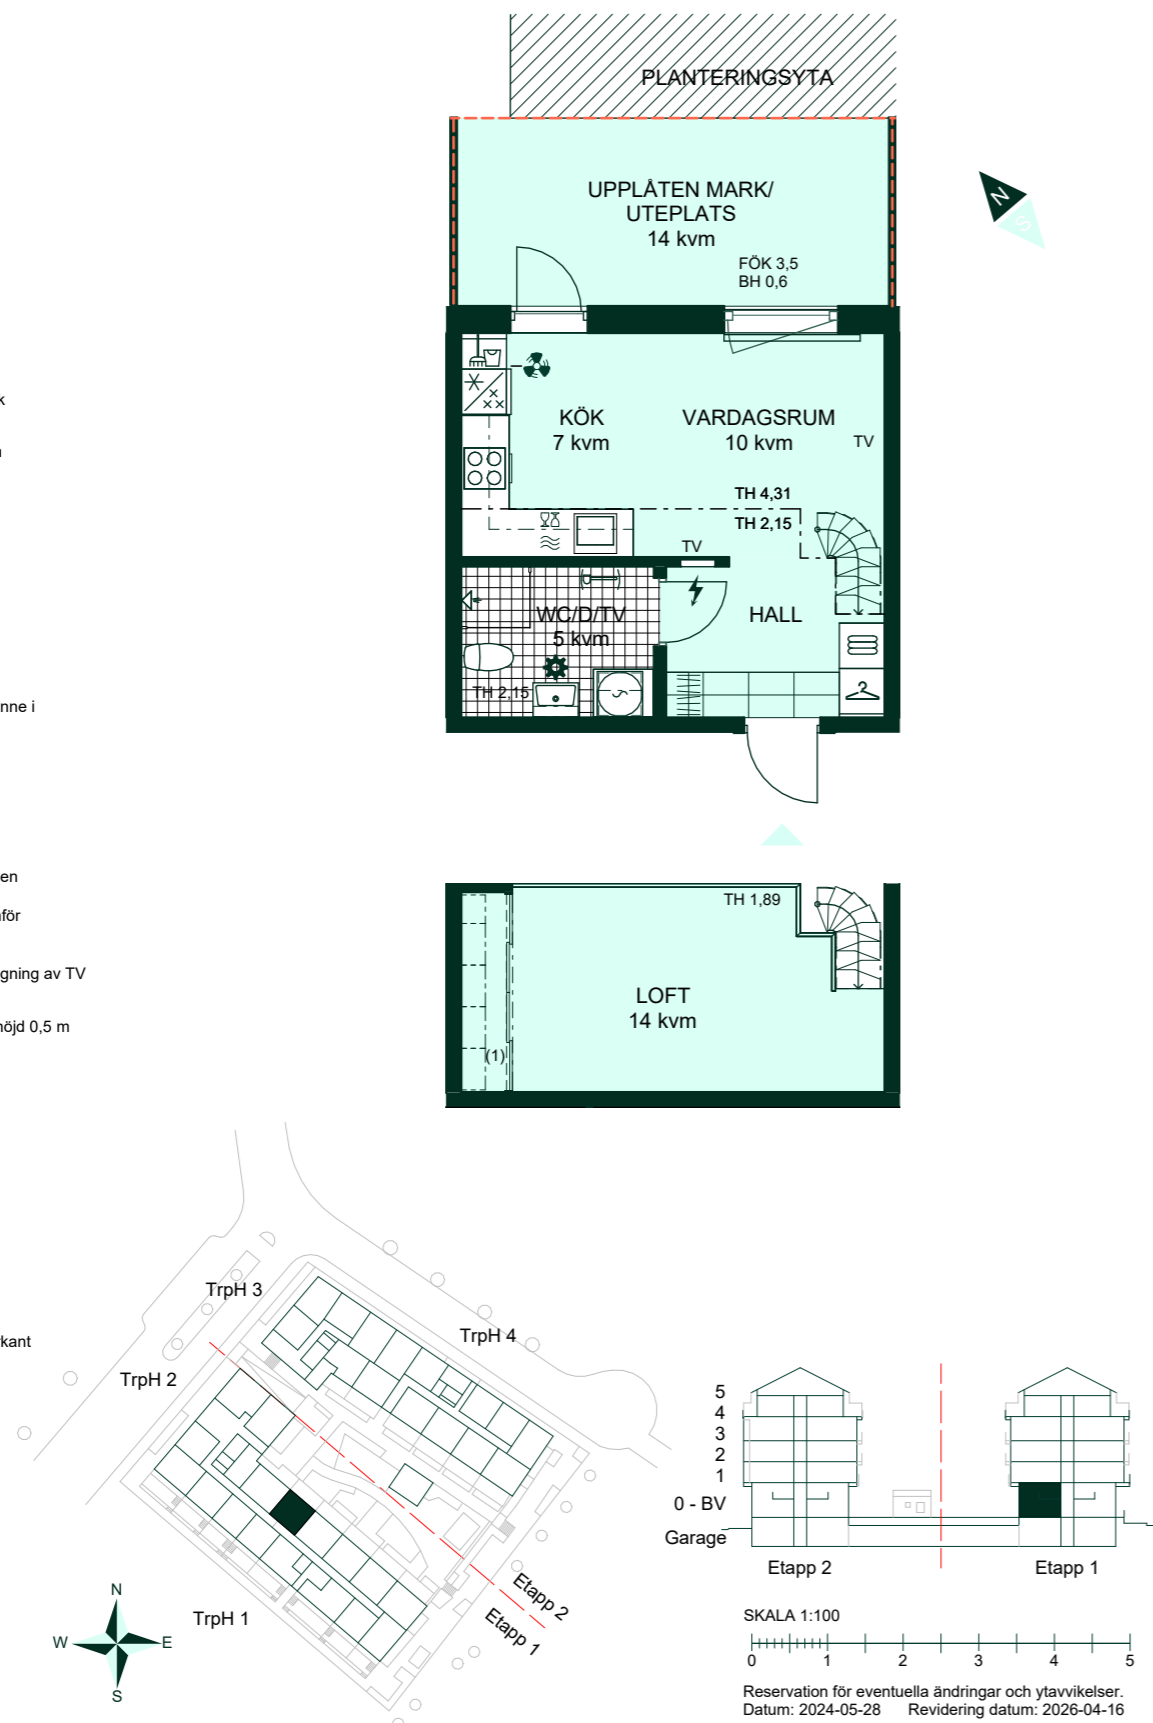 PLANTERINGSYTA
UPPLÅTEN MARK/
UTEPLATS
14 kvm
N
S
FÖK 3,5
BH 0,6
k
KÖK
7 kvm
VARDAGSRUM
10 kvm
TV
TH 4,31
TH 2,15
TV
WC/D/TV
5 kvm
HALL
TH 2,15
nne i
en
för
gning av TV
höjd 0,5 m
TH 1,89
LOFT
14 kvm
(1)
kant
TrpH 3
TrpH 4
TrpH 2
TrpH 1
Etapp 2
Etapp 1
N
W
E
S
5
4
3
2
1
0 - BV
Garage
Etapp 2
Etapp 1
SKALA 1:100
0 1 2 3 4 5
Reservation för eventuella ändringar och ytavvikelser.
Datum: 2024-05-28 Revidering datum: 2026-04-16